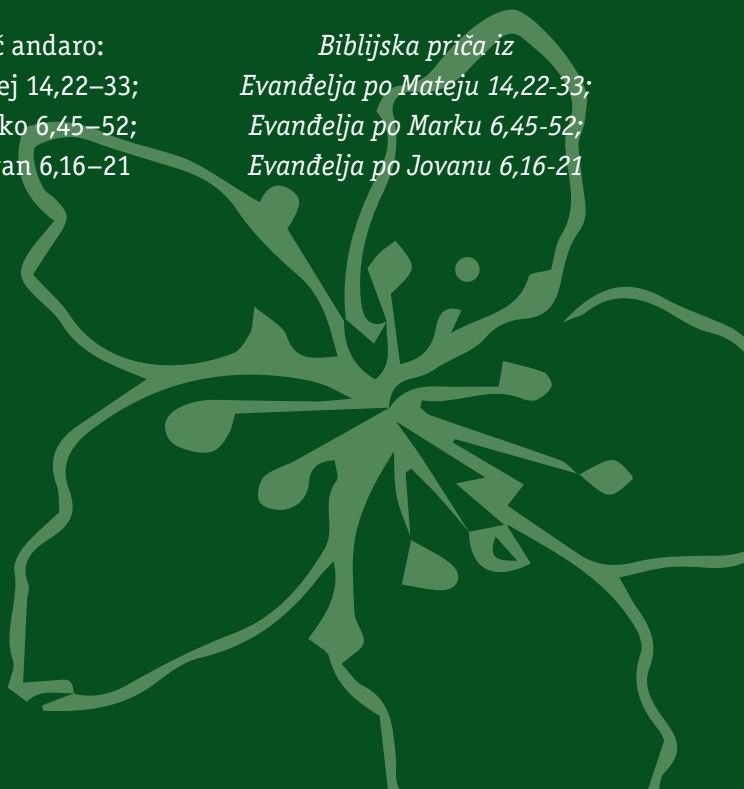 č andaro:
ej 14,22–33;
ko 6,45–52;
an 6,16–21
Biblijska priča iz
Evanđelja po Mateju 14,22-33;
Evanđelja po Marku 6,45-52;
Evanđelja po Jovanu 6,16-21